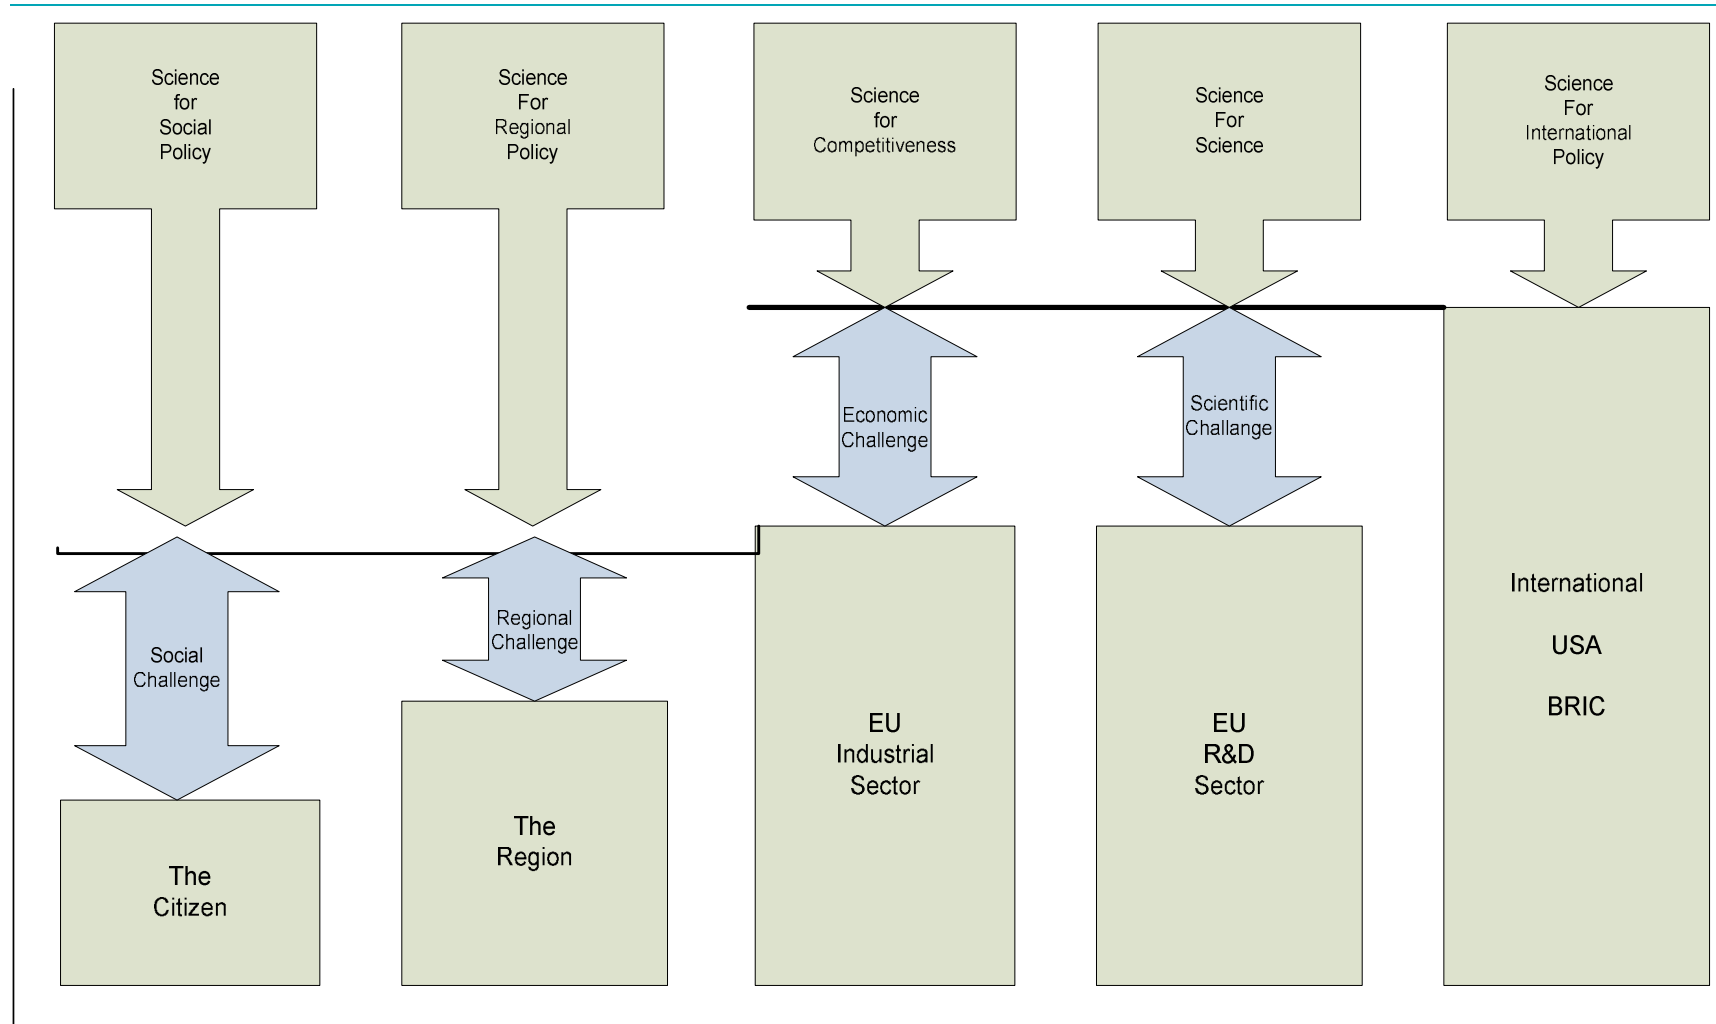 Science
for
Social
Policy
Science
For
Regional
Policy
Science
for
Competitiveness
Science
For
Science
Science
For
International
Policy
Economic
Challenge
Scientific
Challange
Social
Challenge
Regional
Challenge
The
Citizen
The
Region
EU
Industrial
Sector
EU
R&D
Sector
International
USA
BRIC